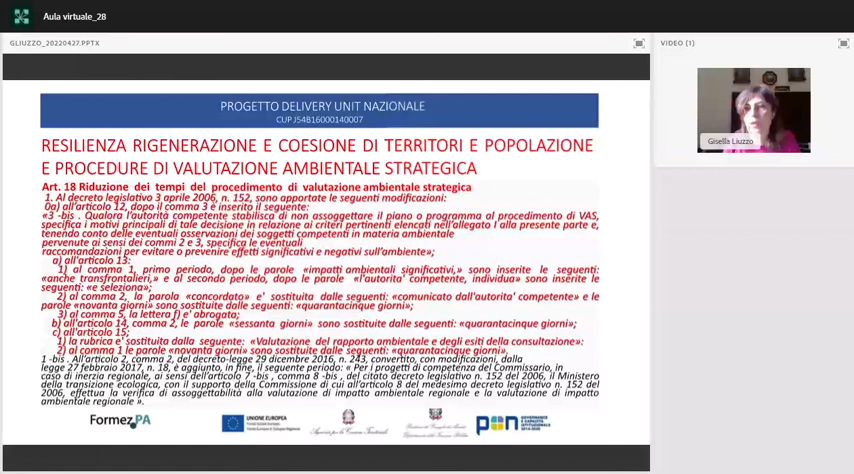 Aula virtuale_28
GLIUZZO_20220427.PPTX
VIDEO (1)
PROGETTO DELIVERY UNIT NAZIONALE
CUP J54B16000140007
RESILIENZA RIGENERAZIONE E COESIONE DI TERRITORI E POPOLAZIONE
E PROCEDURE DI VALUTAZIONE AMBIENTALE STRATEGICA
Art. 18 Riduzione dei tempi del procedimento di valutazione ambientale strategica
1. Al decreto legislativo 3 aprile 2006, n. 152, sono apportate le seguenti modificazioni:
0a) all'articolo 12, dopo il comma 3 è inserito il seguente:
«3 -bis . Qualora l'autorità competente stabilisca di non assoggettare il piano o programma al procedimento di VAS,
specifica i motivi principali di tale decisione in relazione ai criteri pertinenti elencati nell'allegato I alla presente parte e,
tenendo conto delle eventuali osservazioni dei soggetti competenti in materia ambientale
pervenute ai sensi dei commi 2 e 3, specifica le eventuali
raccomandazioni per evitare o prevenire effetti significativi e negativi sull'ambiente»;
a) all'articolo 13:
1) al comma 1, primo periodo, dopo le parole «impatti ambientali significativi,» sono inserite le seguenti:
«anche transfrontalieri,» e al secondo periodo, dopo le parole «l'autorita' competente, individua» sono inserite le
seguenti: «e seleziona»;
2) al comma 2, la parola «concordato» e' sostituita dalle seguenti: «comunicato dall'autorita' competente» e le
parole «novanta giorni» sono sostituite dalle seguenti: «quarantacinque giorni»;
3) al comma 5, la lettera f) e' abrogata;
b) all'articolo 14, comma 2, le parole «sessanta giorni» sono sostituite dalle seguenti: «quarantacinque giorni»;
c) all'articolo 15:
1) la rubrica e' sostituita dalla seguente: «Valutazione del rapporto ambientale e degli esiti della consultazione»:
2) al comma 1 le parole «novanta giorni» sono sostituite dalle seguenti: «quarantacinque giorni».
1 -bis . All'articolo 2, comma 2, del decreto-legge 29 dicembre 2016, n. 243, convertito, con modificazioni, dalla
legge 27 febbraio 2017, n. 18, è aggiunto, in fine, il seguente periodo: « Per i progetti di competenza del Commissario, in
caso di inerzia regionale, ai sensi dell'articolo 7 -bis , comma 8 -bis , del citato decreto legislativo n. 152 del 2006, il Ministero
della transizione ecologica, con il supporto della Commissione di cui all'articolo 8 del medesimo decreto legislativo n. 152 del
2006, effettua la verifica di assoggettabilità alla valutazione di impatto ambientale regionale e la valutazione di impatto
ambientale regionale ».
Formez PA
UNIONE EUROPEA
Agenzia per la Coesione Territoriale
pon
GOVERNANCE
E CAPACITÀ
ISTITUZIONALE
2014-2020
Gisella Liuzzo